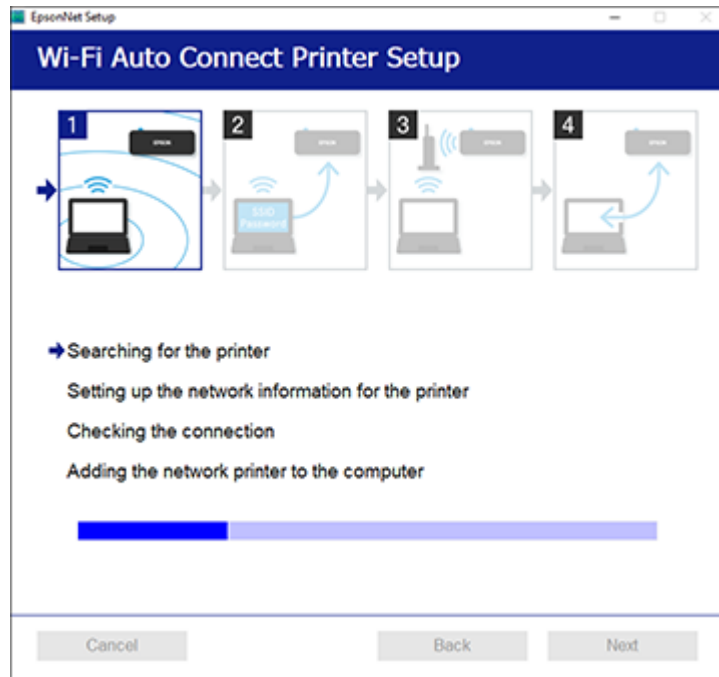 EpsonNet Setup
Wi-Fi Auto Connect Printer Setup
1
2
3
4
EPSON
SSID
Password
Searching for the printer
Setting up the network information for the printer
Checking the connection
Adding the network printer to the computer
Cancel
Back
Next